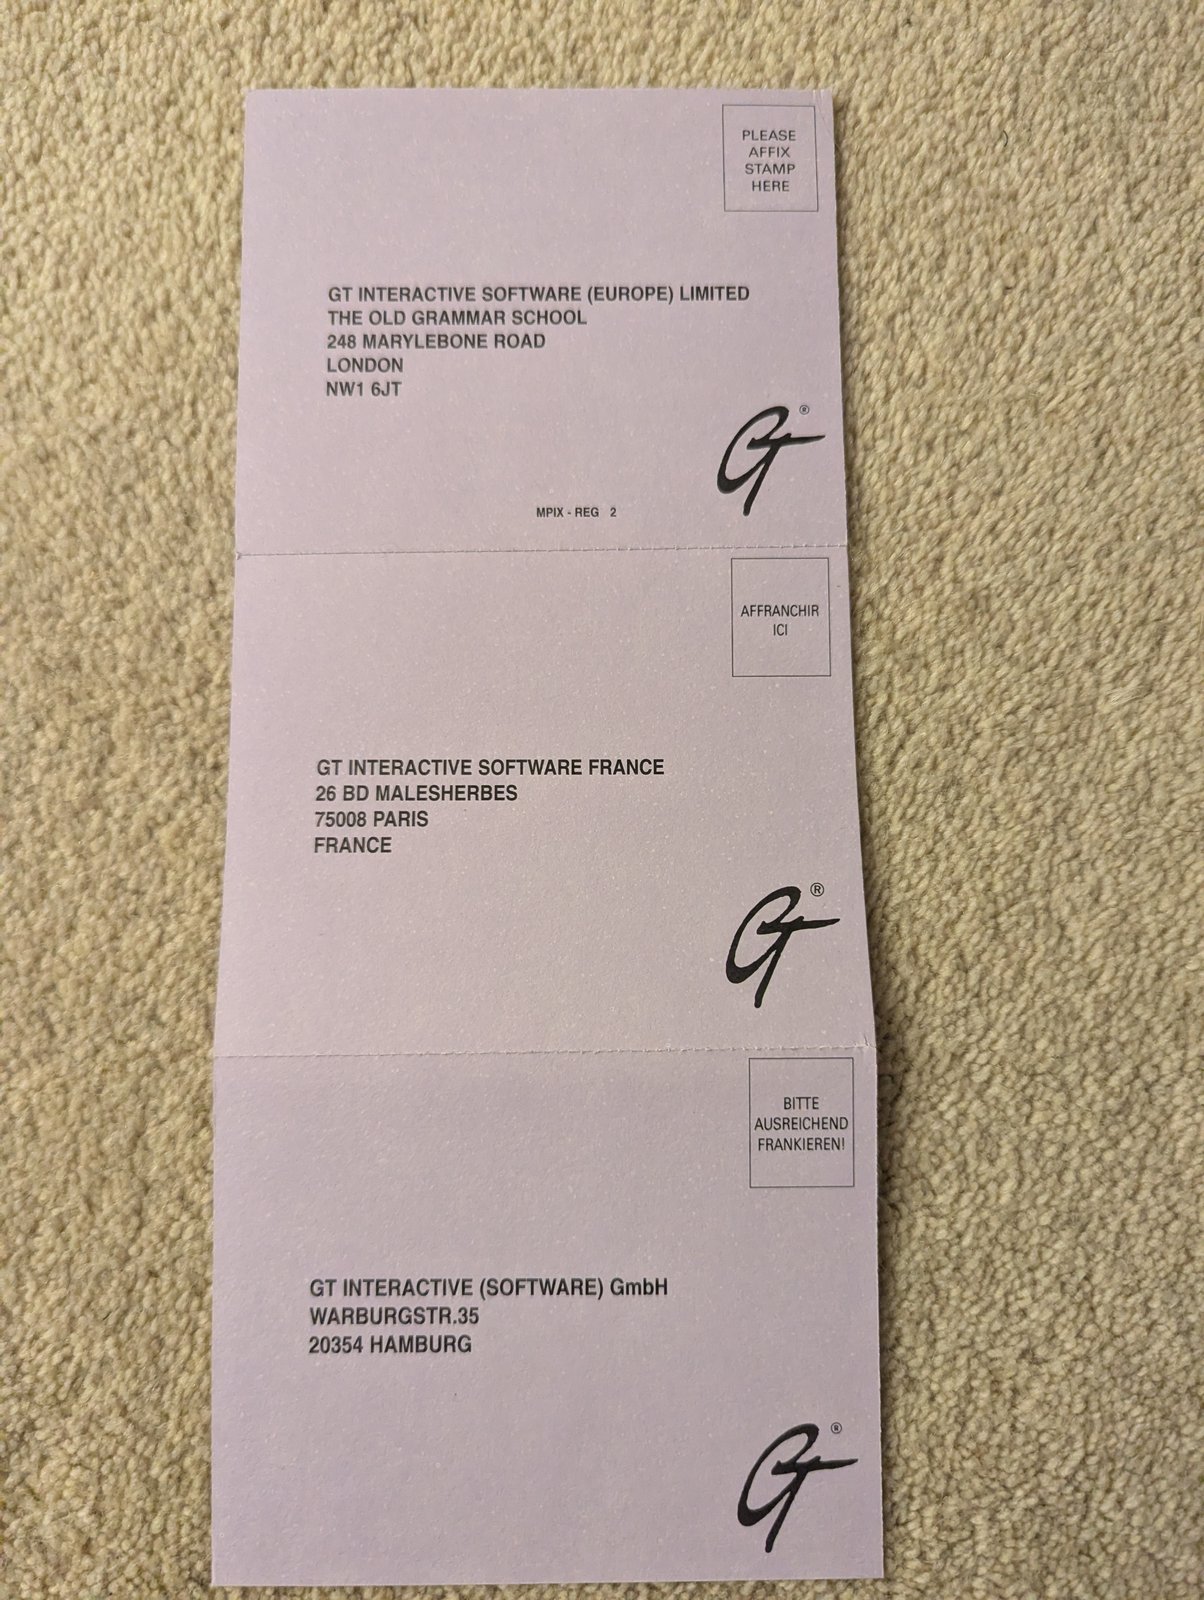 PLEASE
AFFIX
STAMP
HERE
GT INTERACTIVE SOFTWARE (EUROPE) LIMITED
THE OLD GRAMMAR SCHOOL
248 MARYLEBONE ROAD
LONDON
NW1 6JT
GT®
MPIX - REG 2
AFFRANCHIR
ICI
GT INTERACTIVE SOFTWARE FRANCE
26 BD MALESHERBES
75008 PARIS
FRANCE
GT®
BITTE
AUSREICHEND
FRANKIEREN!
GT INTERACTIVE (SOFTWARE) GmbH
WARBURGSTR.35
20354 HAMBURG
GT®